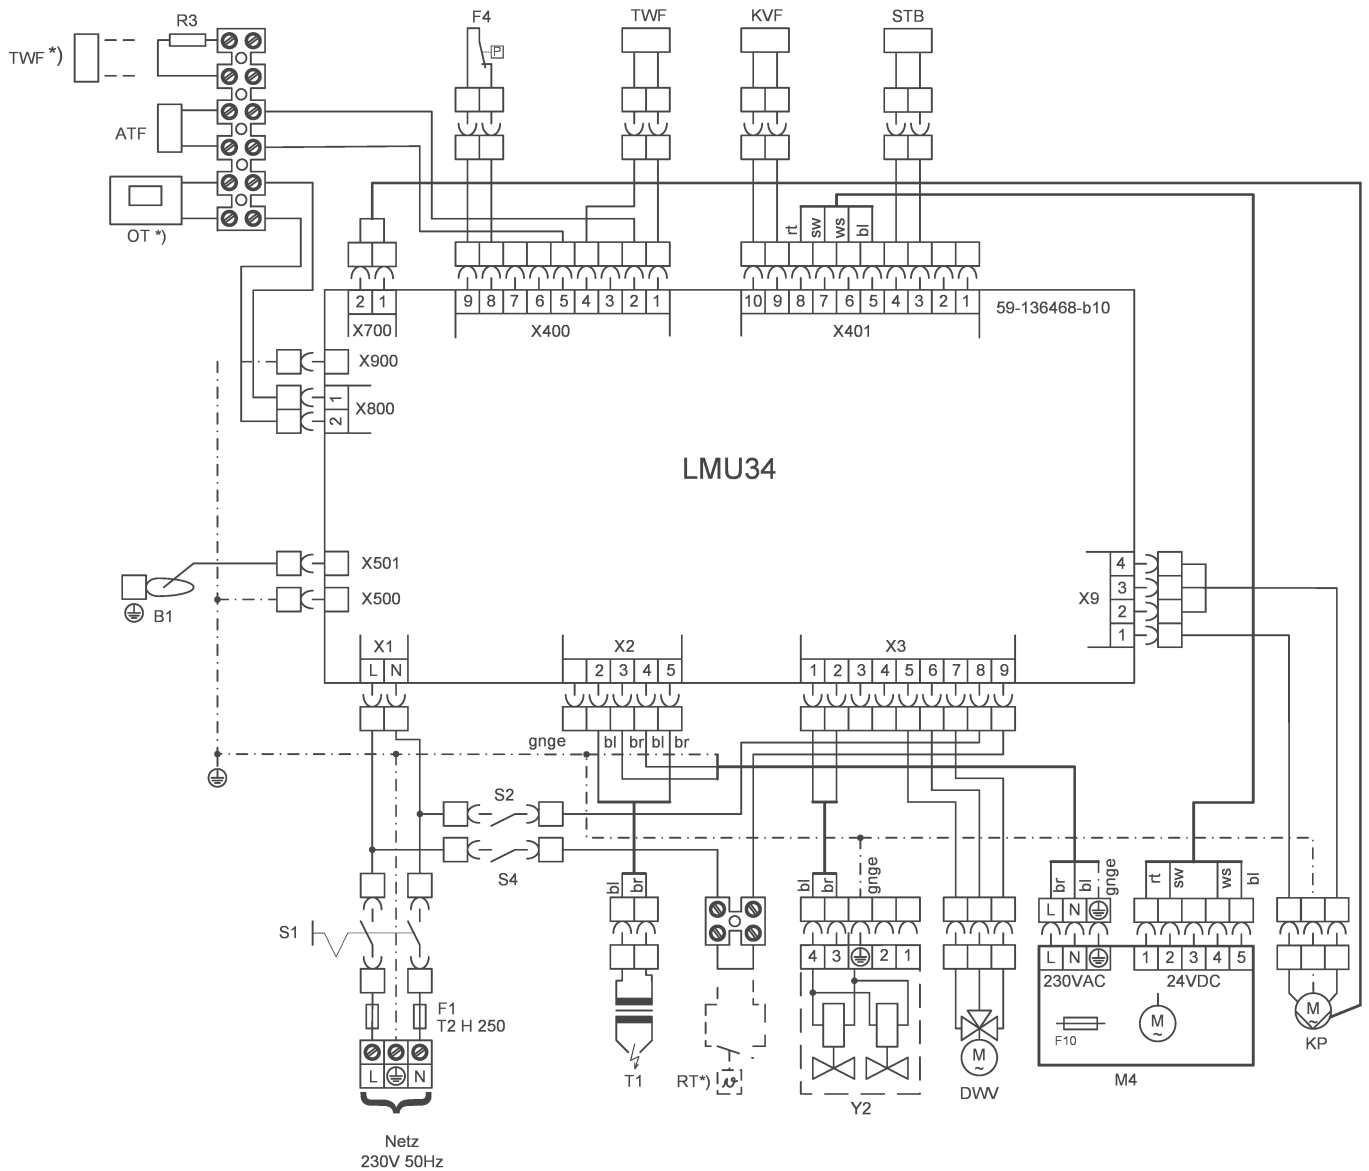 R3
F4
TWF
KVF
STB
TWF *)
P
ATF
OT *)
rt
sw
ws
bl
2 1
9 8 7 6 5 4 3 2 1
10 9 8 7 6 5 4 3 2 1
59-136468-b10
X700
X400
X401
X900
1
X800
2
LMU34
X501
X500
B1
4
3
X9
2
1
X1
X2
X3
L N
2 3 4 5
1 2 3 4 5 6 7 8 9
gnge
bl
br
bl
br
S2
S4
bl
br
bl
br
gnge
br
bl
gnge
rt
sw
ws
bl
L N
S1
4 3 2 1
L N
1 2 3 4 5
230VAC
24VDC
F1
T2 H 250
M
~
F10
M
~
KP
L N
T1
RT*)
ϑ
Y2
M
~
DWV
M4
Netz
230V 50Hz